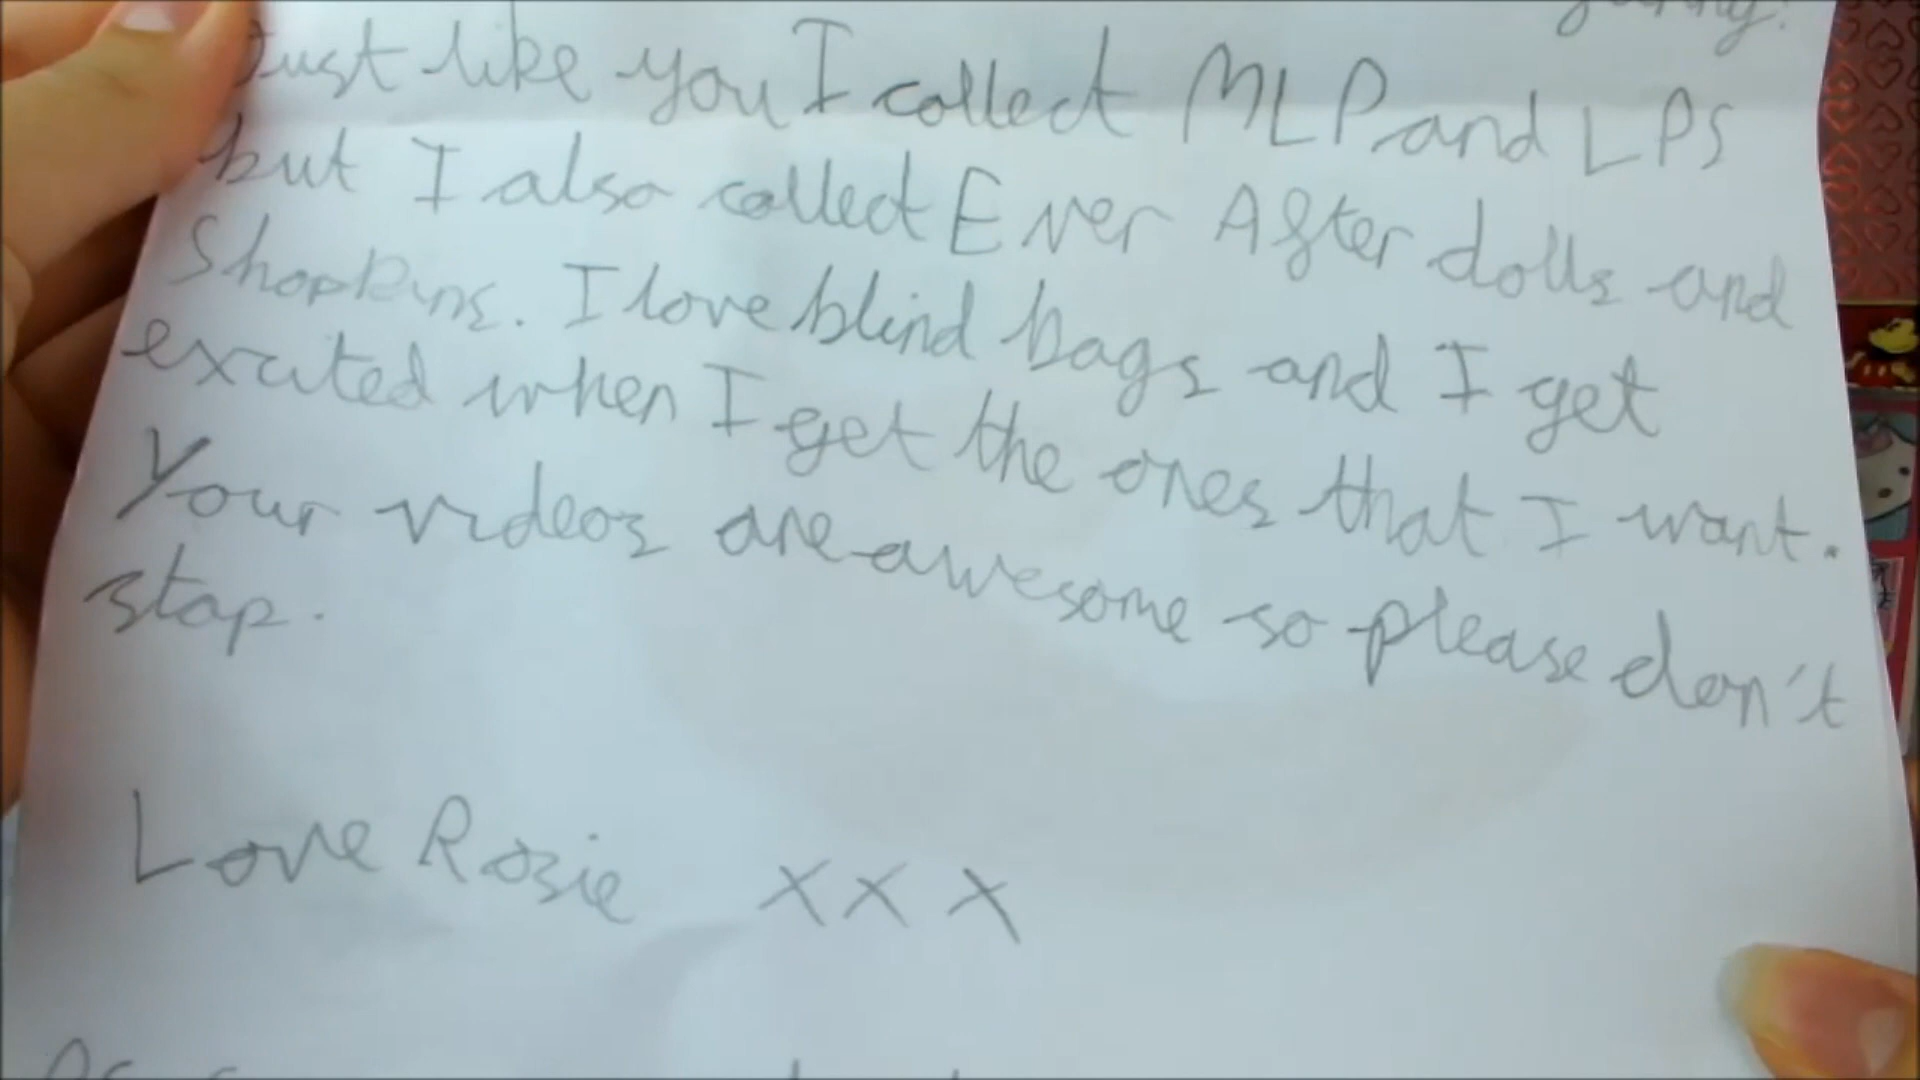 Just like you I collect MLP and LPS
but I also collect Ever After dolls and
Shopkins. I love blind bags and I get
excited when I get the ones that I want.
Your videos are awesome so please don't
stop.
Love Rosie xxx